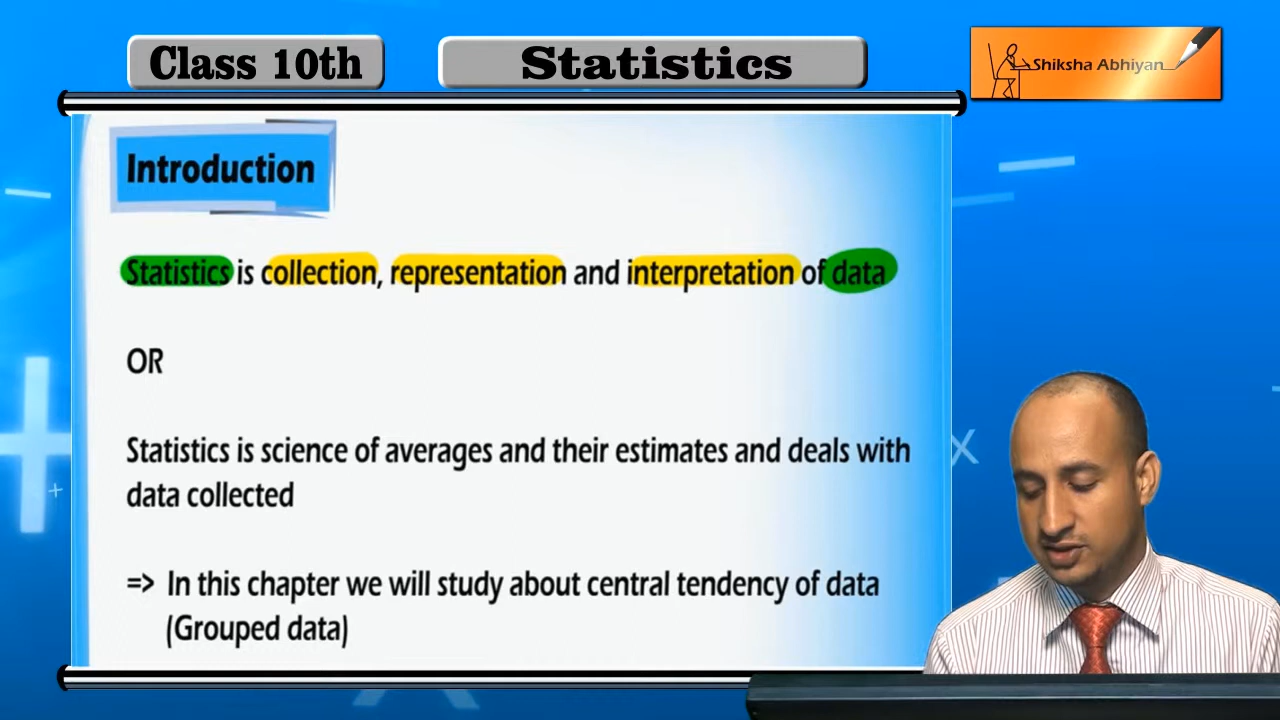 Class 10th
Statistics
Shiksha Abhiyan
Introduction
Statistics is collection, representation and interpretation of data
OR
Statistics is science of averages and their estimates and deals with
data collected
=> In this chapter we will study about central tendency of data
(Grouped data)